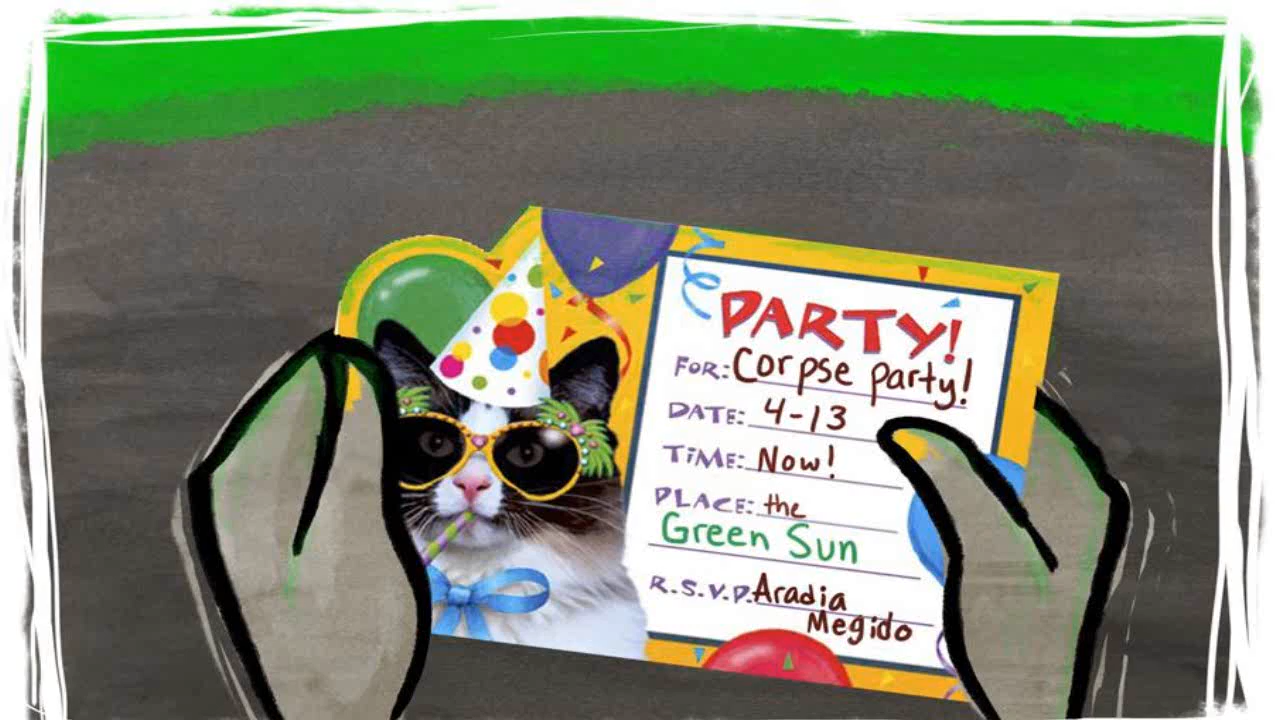 PARTY!
FOR: Corpse party!
DATE: 4-13
TiME: Now!
PLACE: the
Green Sun
R.S.V.P. Aradia
Megido